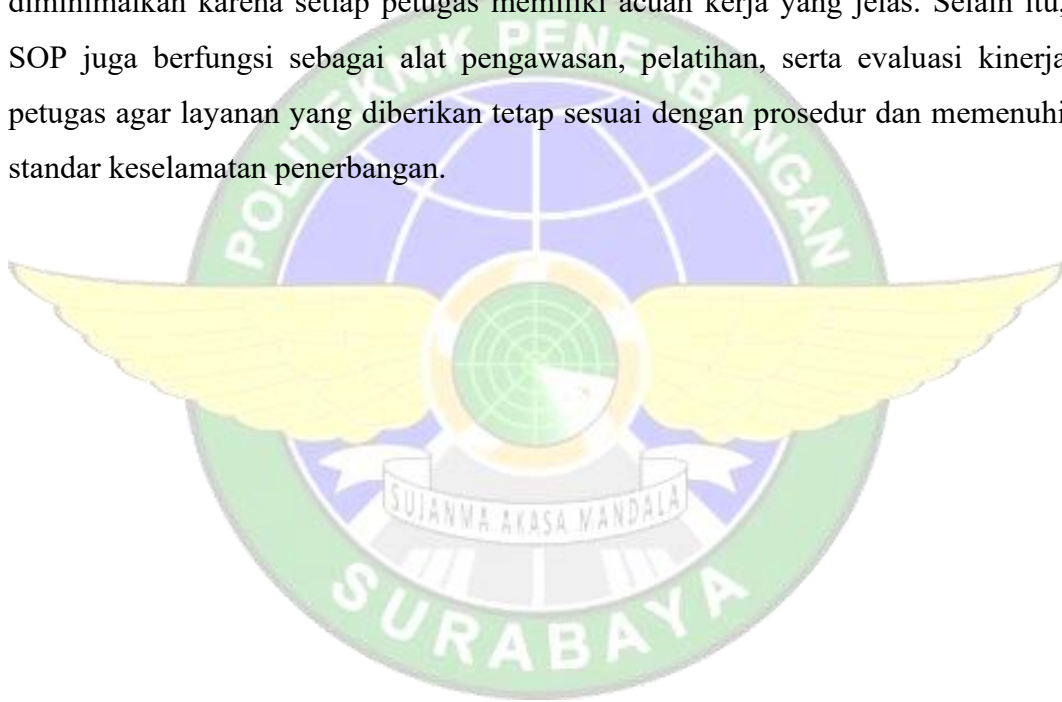 diminimalkan karena setiap petugas memiliki acuan kerja yang jelas. Selain itu,
SOP juga berfungsi sebagai alat pengawasan, pelatihan, serta evaluasi kinerja
petugas agar layanan yang diberikan tetap sesuai dengan prosedur dan memenuhi
standar keselamatan penerbangan.
POLITEKNIK PENERBANGAN
SUJANMA AKASA MANDALA
SURABAYA